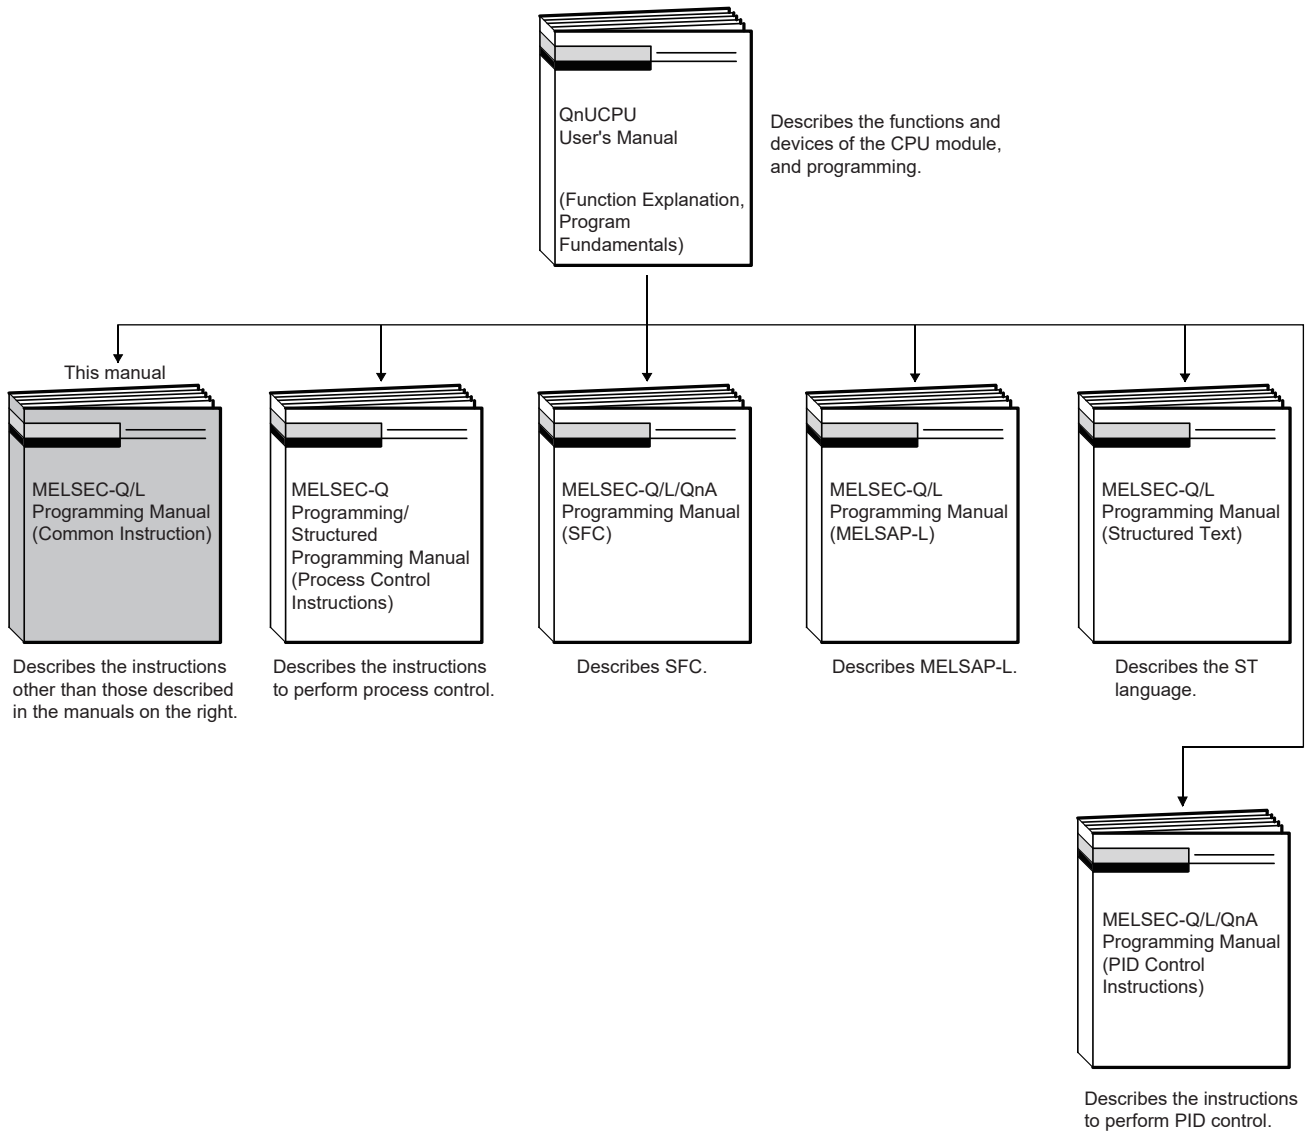 QnUCPU
User's Manual
(Function Explanation,
Program
Fundamentals)
Describes the functions and
devices of the CPU module,
and programming.
This manual
MELSEC-Q/L
Programming Manual
(Common Instruction)
Describes the instructions
other than those described
in the manuals on the right.
MELSEC-Q
Programming/
Structured
Programming Manual
(Process Control
Instructions)
Describes the instructions
to perform process control.
MELSEC-Q/L/QnA
Programming Manual
(SFC)
Describes SFC.
MELSEC-Q/L
Programming Manual
(MELSAP-L)
Describes MELSAP-L.
MELSEC-Q/L
Programming Manual
(Structured Text)
Describes the ST
language.
MELSEC-Q/L/QnA
Programming Manual
(PID Control
Instructions)
Describes the instructions
to perform PID control.